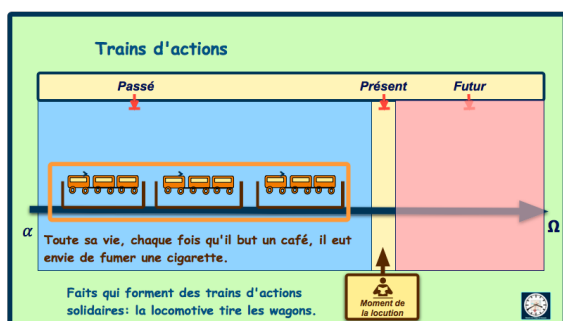 Trains d'actions
Passé
Présent
Futur
α
Ω
Toute sa vie, chaque fois qu'il but un café, il eut
envie de fumer une cigarette.
Faits qui forment des trains d'actions
solidaires: la locomotive tire les wagons.
Moment de
la locution